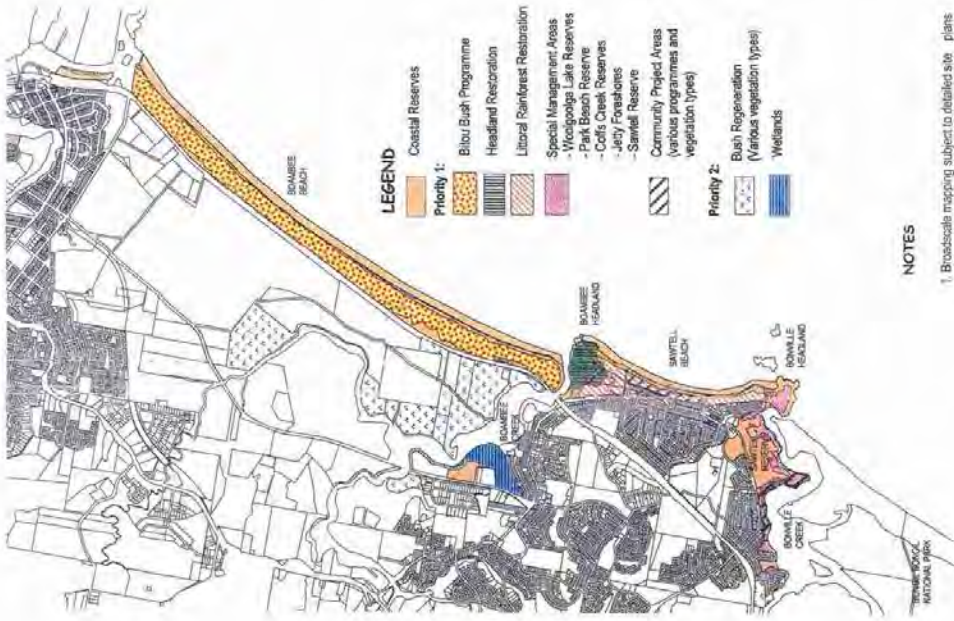 BOAMBEE
BEACH
LEGEND
Coastal Reserves
Priority 1:
Bitou Bush Programme
Headland Restoration
Littoral Rainforest Restoration
Special Management Areas
- Woolgoolga Lake Reserves
- Park Beach Reserve
- Coffs Creek Reserves
- Jetty Foreshores
- Sawtell Reserve
Community Project Areas
(various programmes and
vegetation types)
Priority 2:
Bush Regeneration
(Various vegetation types)
Wetlands
BOAMBEE
HEADLAND
BOAMBEE
CREEK
SAWTELL
BEACH
BONVILLE
HEADLAND
BONVILLE
CREEK
NATIONAL PARK
NOTES
1. Broadscale mapping subject to detailed site plans